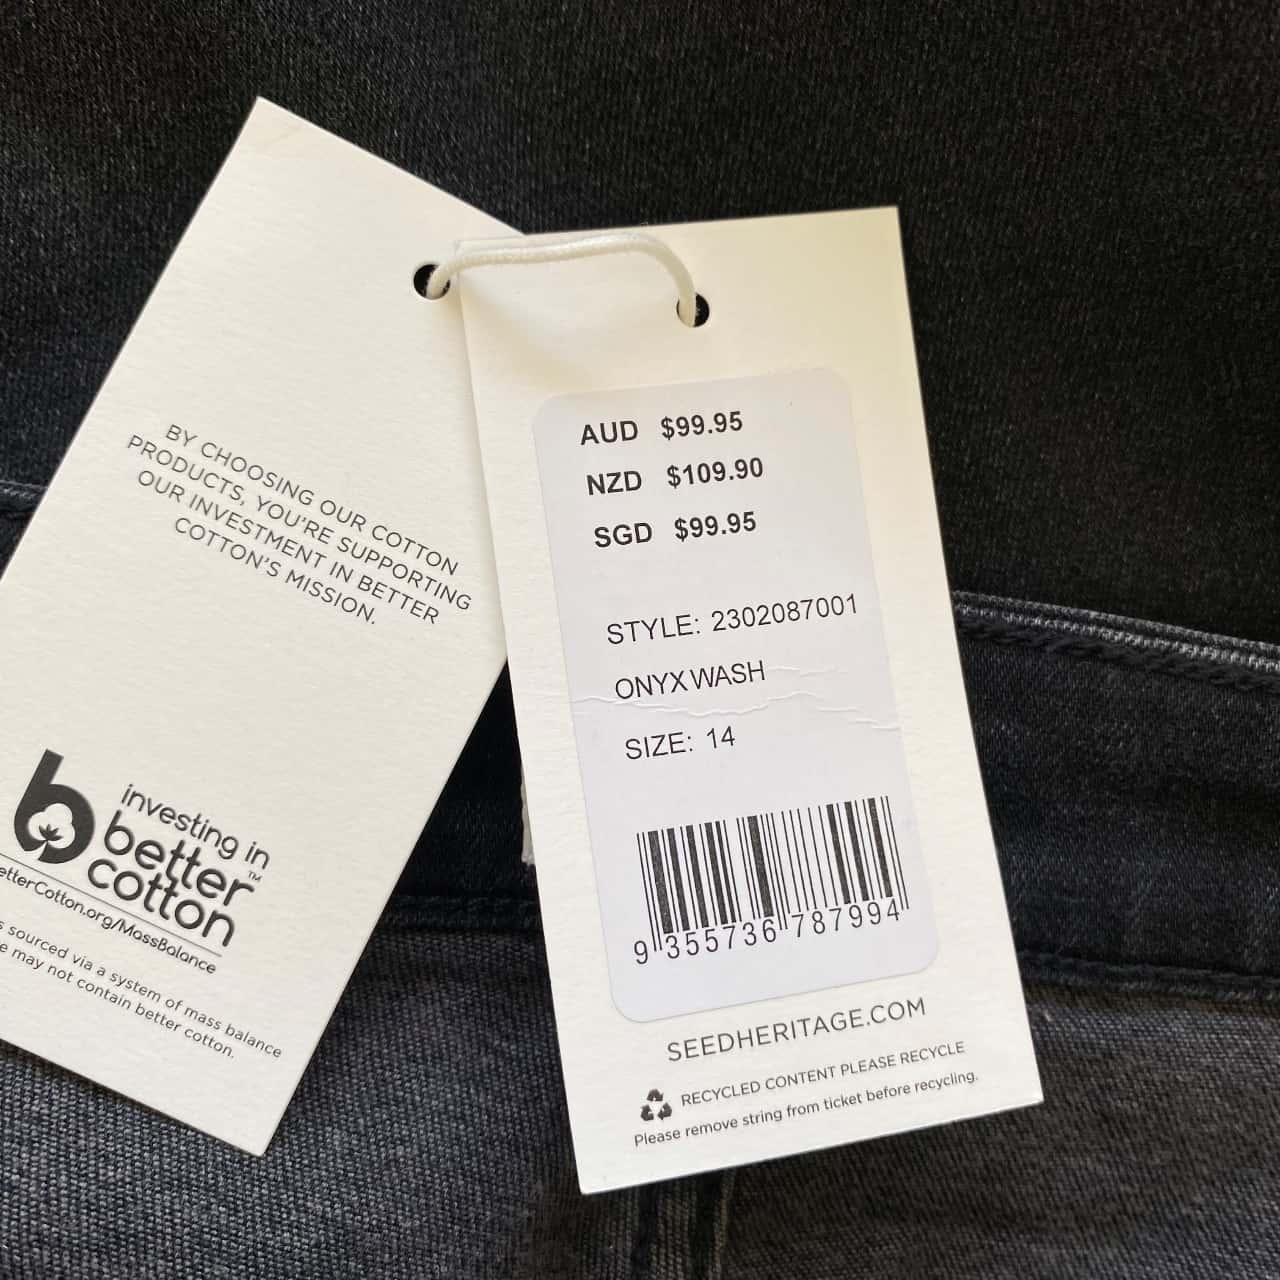 BY CHOOSING OUR COTTON
PRODUCTS, YOU'RE SUPPORTING
OUR INVESTMENT IN BETTER
COTTON'S MISSION.
investing in
better™
cotton
etterCotton.org/MassBalance
s sourced via a system of mass balance
e may not contain better cotton.
AUD $99.95
NZD $109.90
SGD $99.95
STYLE: 2302087001
ONYX WASH
SIZE: 14
9 355736 787994
SEEDHERITAGE.COM
RECYCLED CONTENT PLEASE RECYCLE
Please remove string from ticket before recycling.